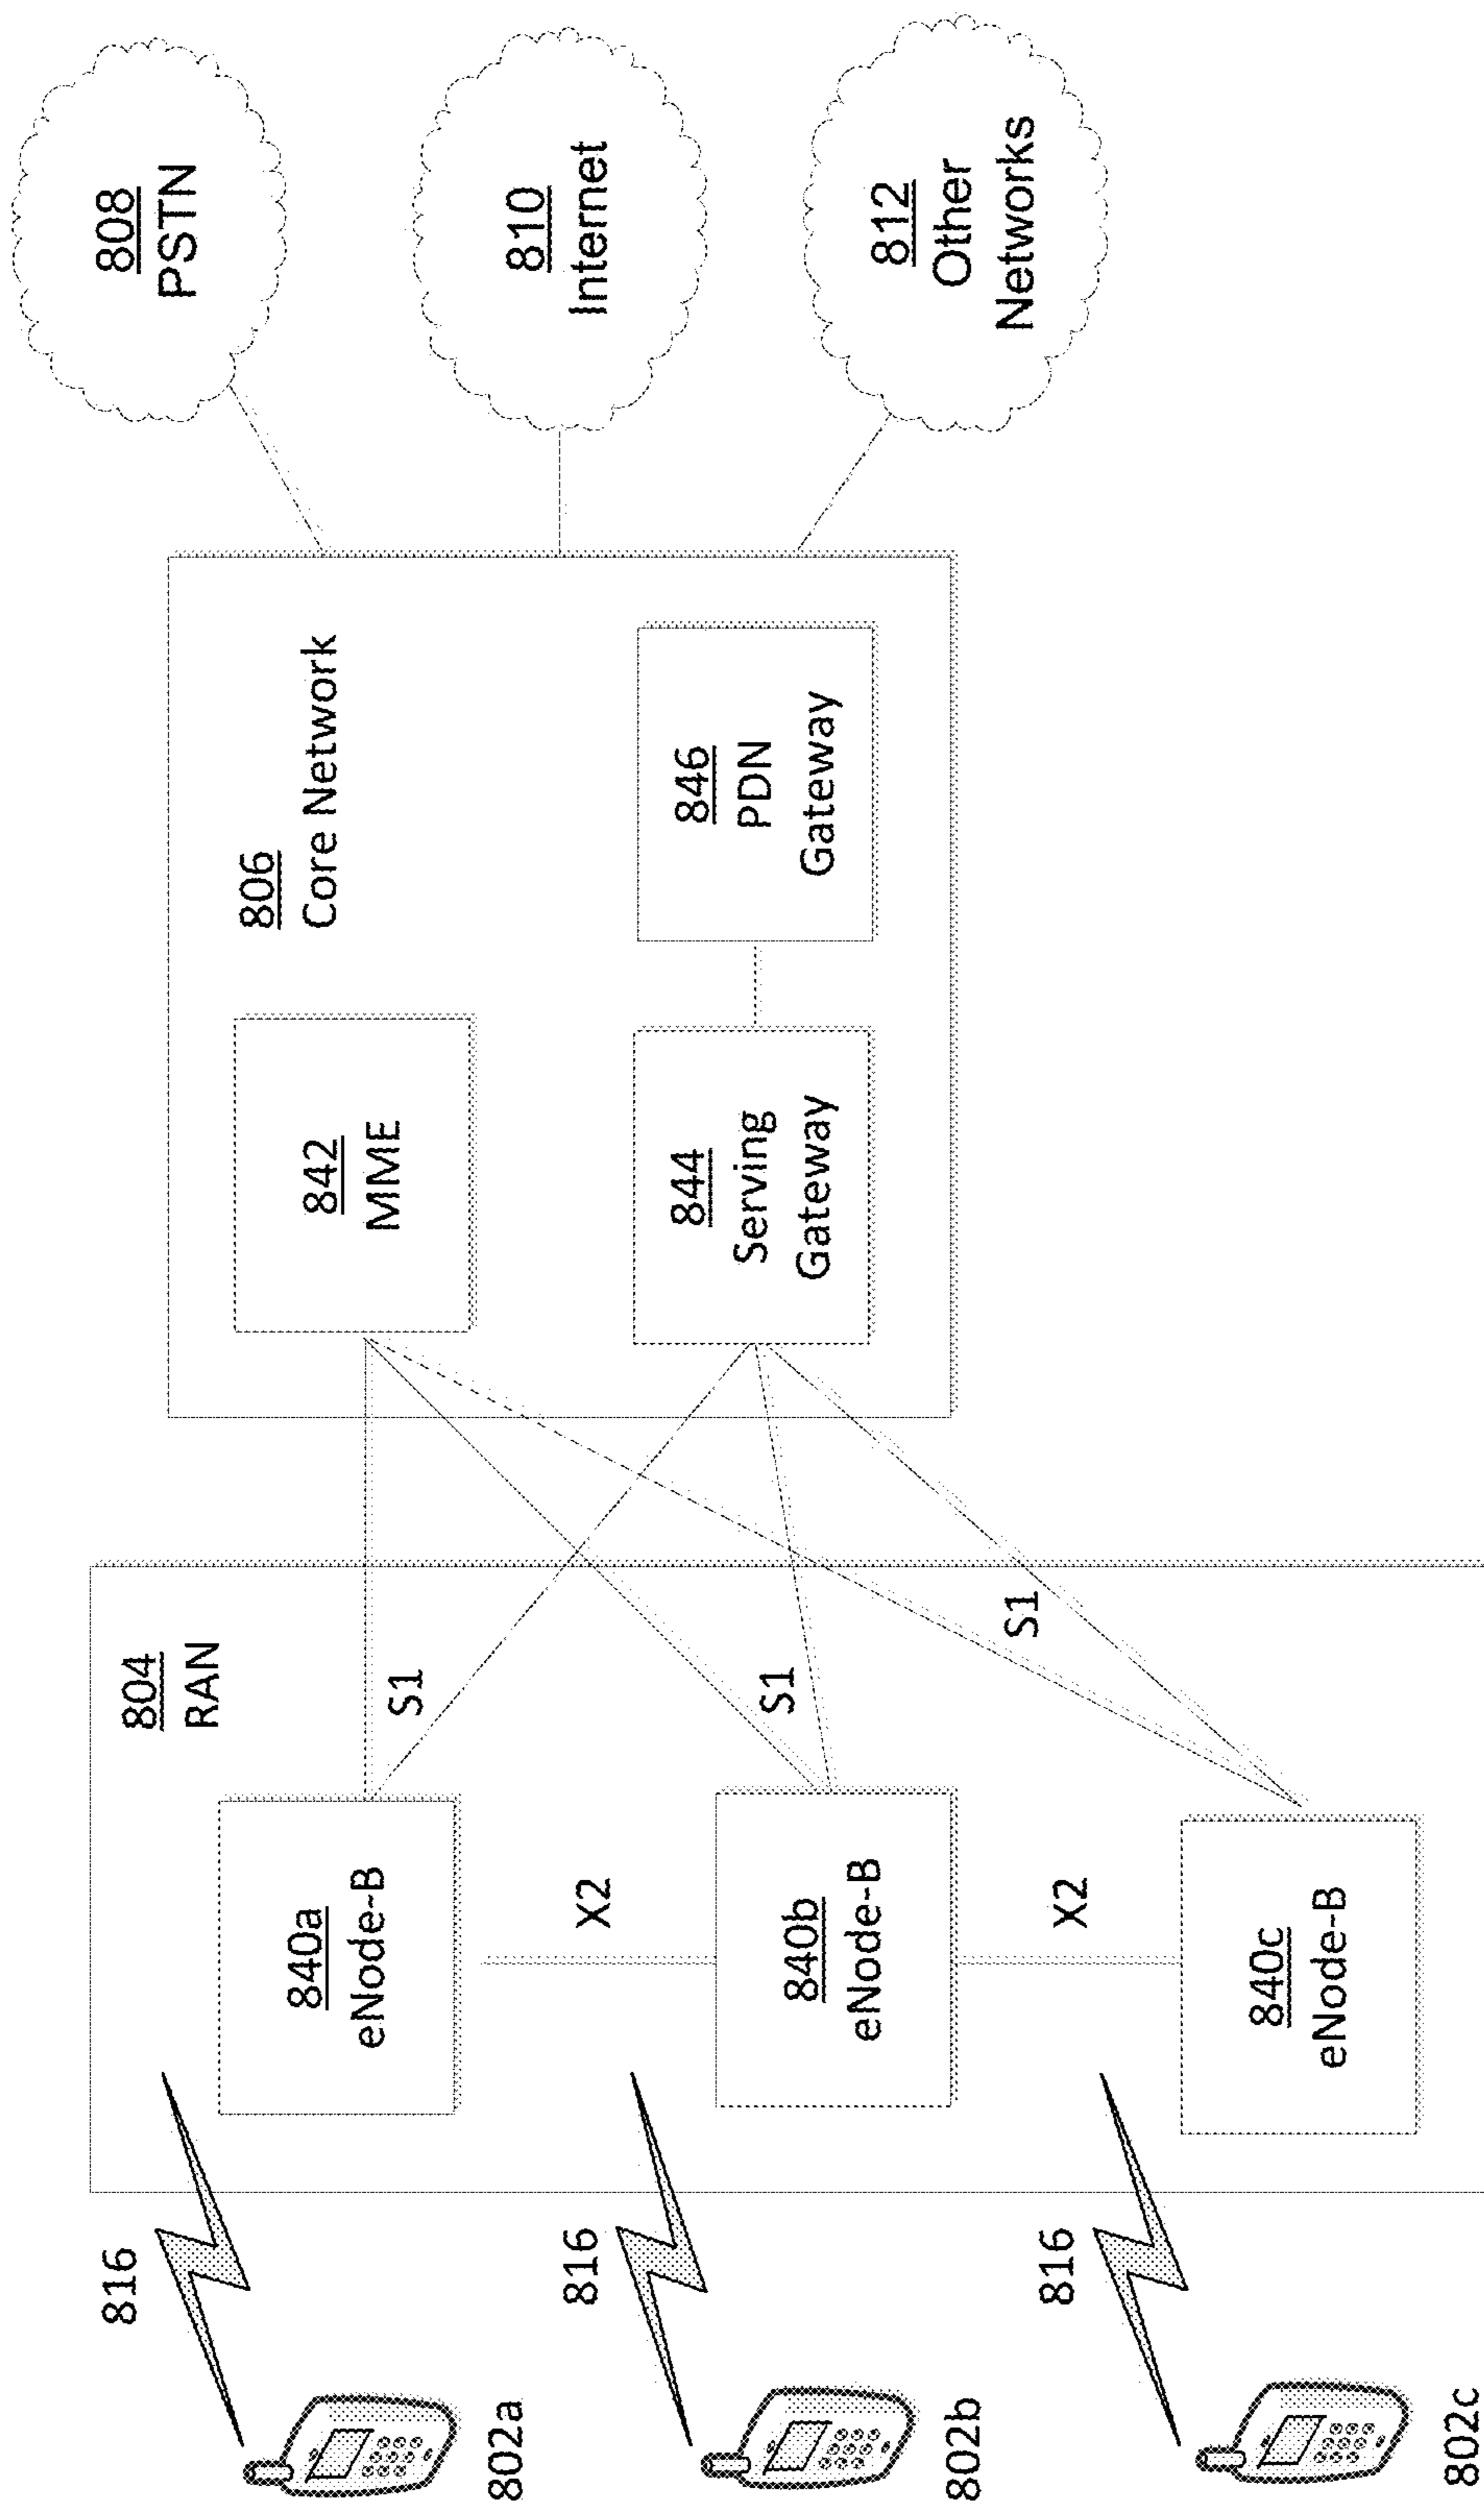 802a
816
802b
816
802c
816
804
RAN
840a
eNode-B
X2
840b
eNode-B
X2
840c
eNode-B
S1
S1
S1
806
Core Network
842
MME
844
Serving
Gateway
846
PDN
Gateway
808
PSTN
810
Internet
812
Other
Networks